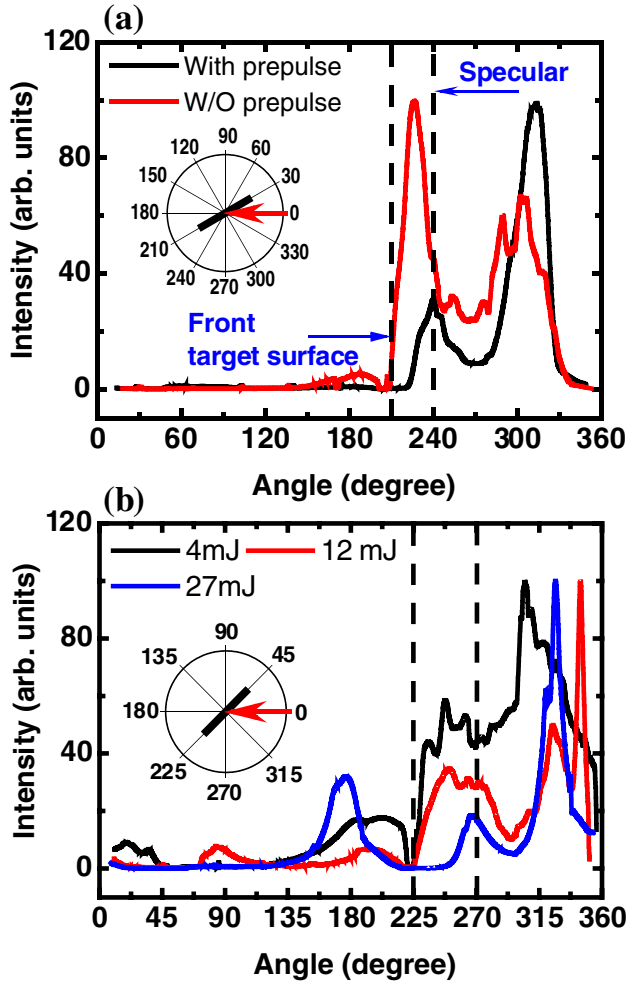 (a)
120
80
40
0
Intensity (arb. units)
With prepulse
W/O prepulse
Specular
90
120 60
150 30
180 0
210 330
240 300
270
Front
target surface
0 60 120 180 240 300 360
Angle (degree)
(b)
120
80
40
0
Intensity (arb. units)
4mJ 12 mJ
27mJ
90
135 45
180 0
225 315
270
0 45 90 135 180 225 270 315 360
Angle (degree)